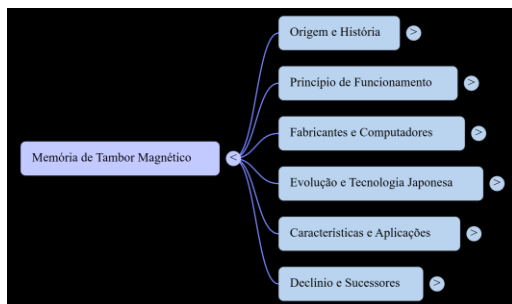 Origem e História >
Princípio de Funcionamento >
Fabricantes e Computadores >
Memória de Tambor Magnético <
Evolução e Tecnologia Japonesa >
Características e Aplicações >
Declínio e Sucessores >